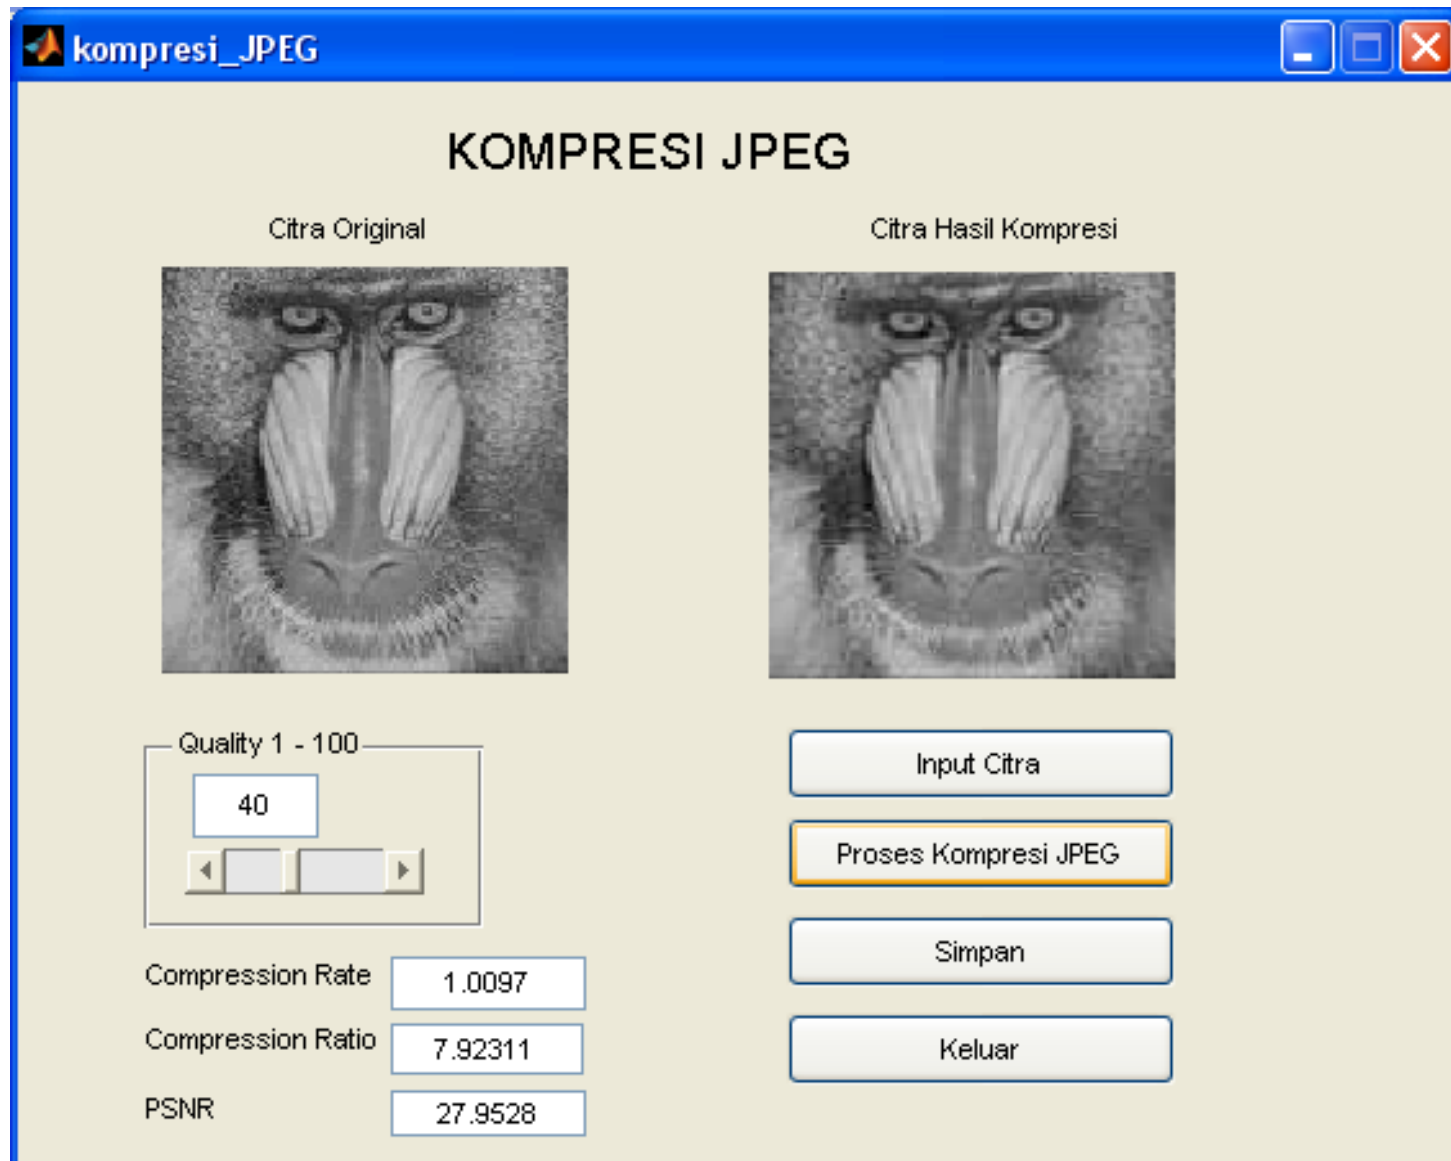 kompresi_JPEG
KOMPRESI JPEG
Citra Original
Citra Hasil Kompresi
Quality 1 - 100
40
Input Citra
Proses Kompresi JPEG
Simpan
Keluar
Compression Rate 1.0097
Compression Ratio 7.92311
PSNR 27.9528